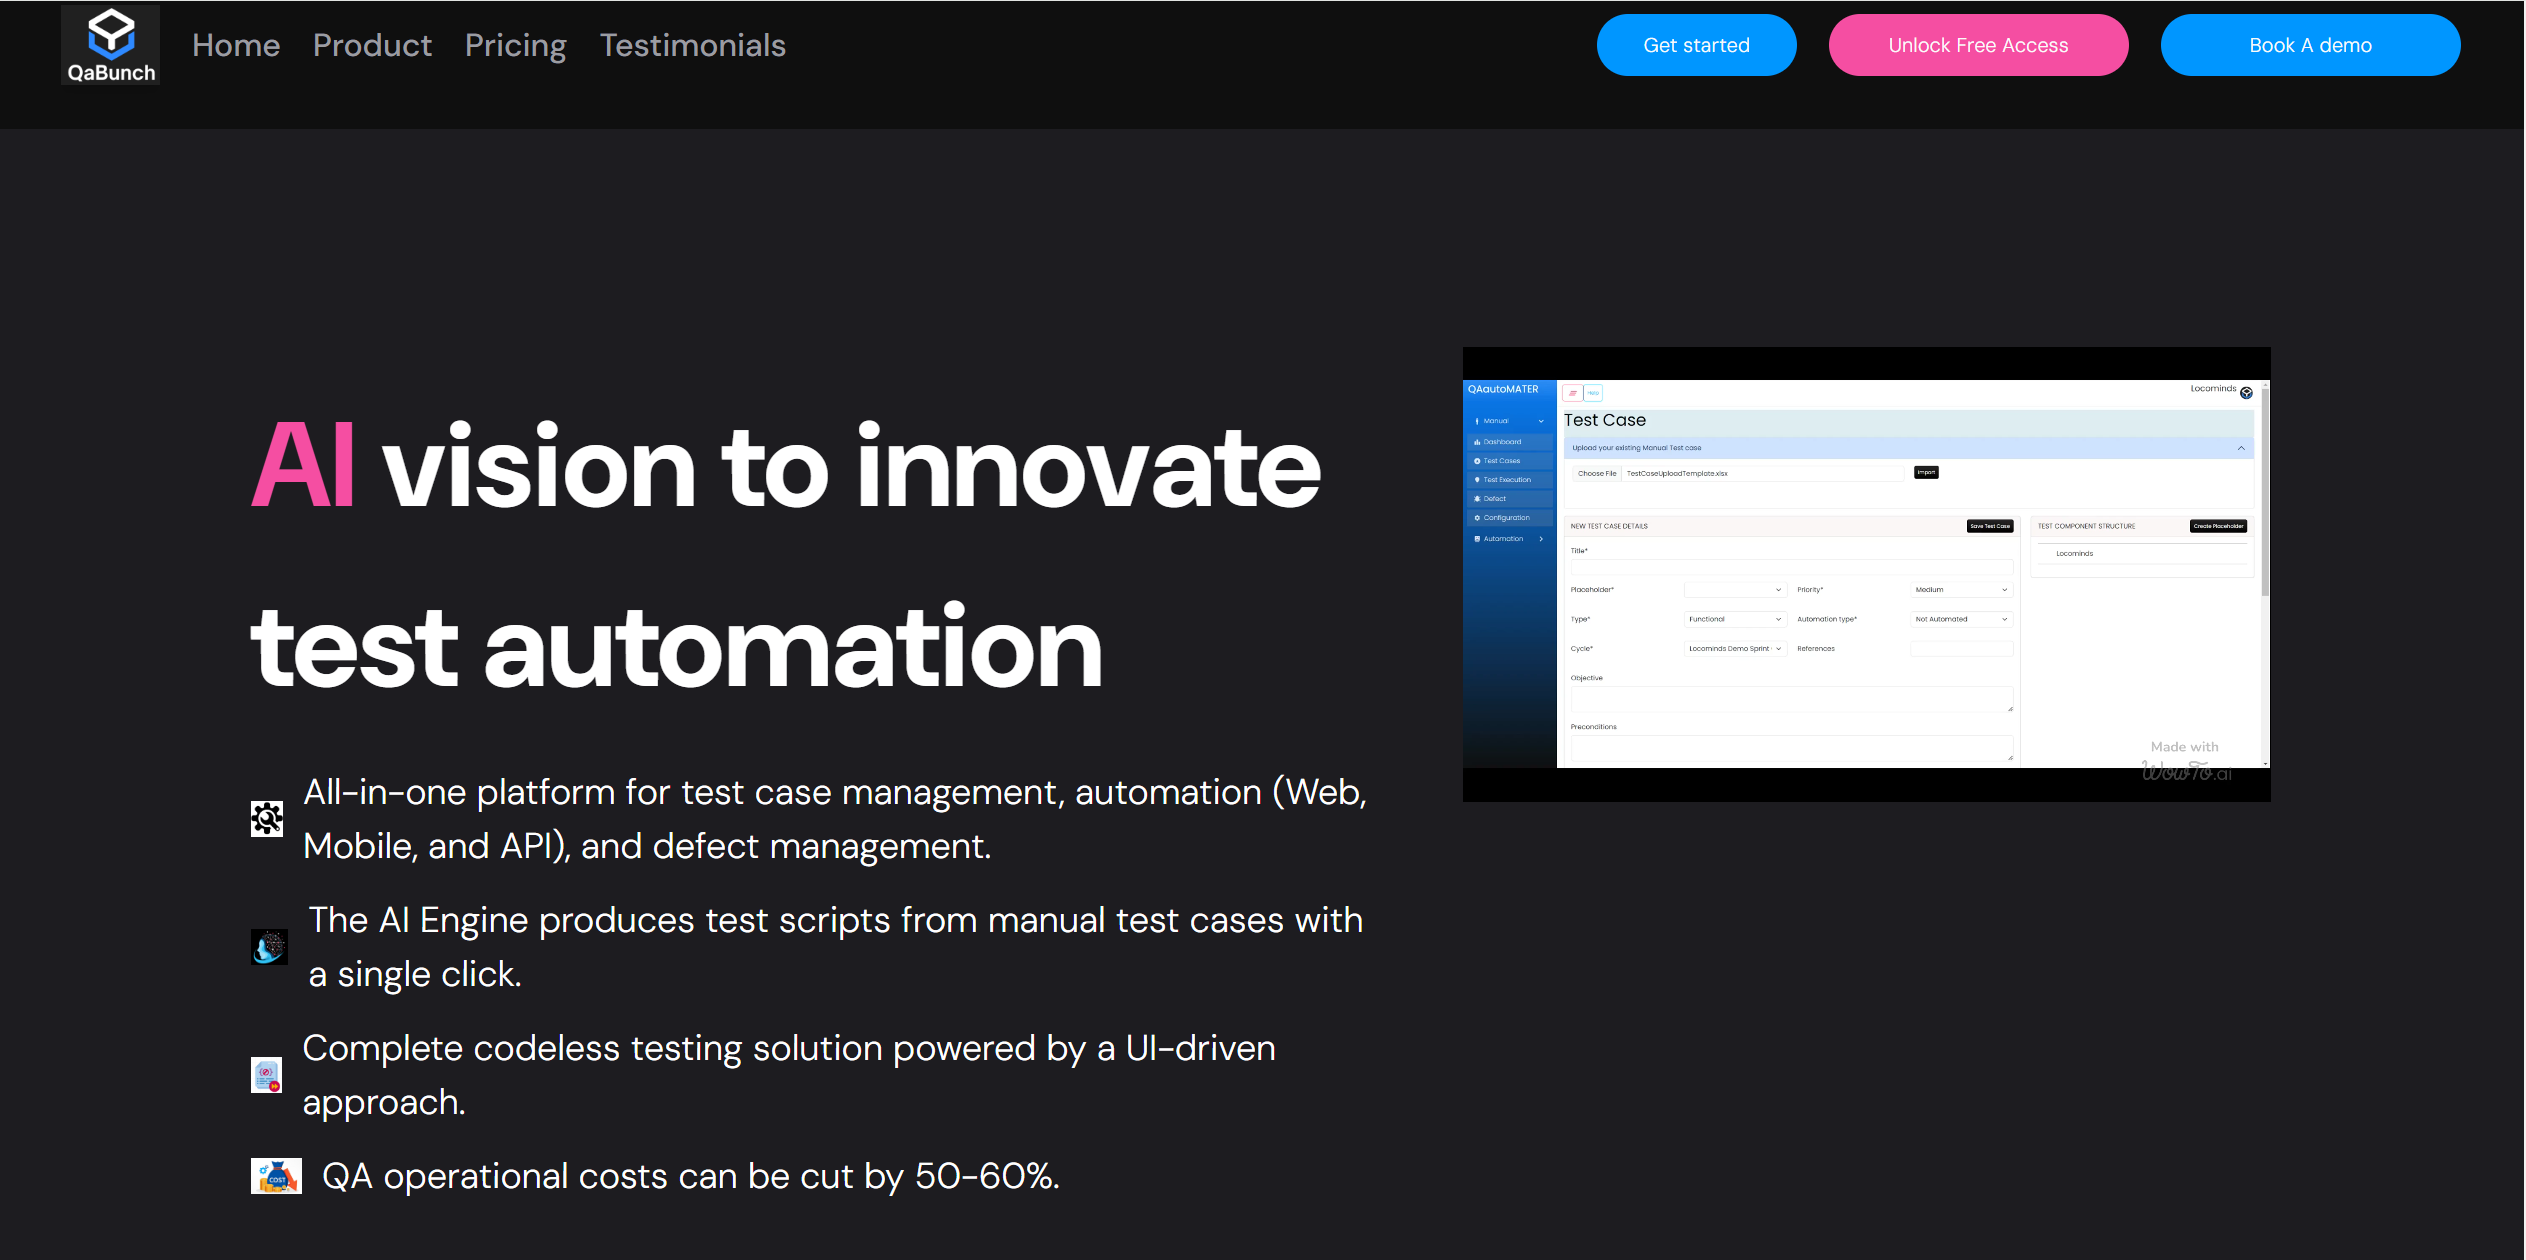 QaBunch
Home Product Pricing Testimonials
Get started Unlock Free Access Book A demo
AI vision to innovate
test automation
All-in-one platform for test case management, automation (Web,
Mobile, and API), and defect management.
The AI Engine produces test scripts from manual test cases with
a single click.
Complete codeless testing solution powered by a UI-driven
approach.
COST
QA operational costs can be cut by 50-60%.
QAautoMATER
Manual
Dashboard
Test Cases
Test Execution
Defect
Configuration
Automation
Locominds
Test Case
Upload your existing Manual Test case
Choose File TestCaseUploadTemplate.xlsx Import
NEW TEST CASE DETAILS Save Test Case
Title*
Placeholder* Priority* Medium
Type* Functional Automation type* Not Automated
Cycle* Locominds Demo Sprint References
Objective
Preconditions
TEST COMPONENT STRUCTURE Create Placeholder
Locominds
Made with
WowTo.ai